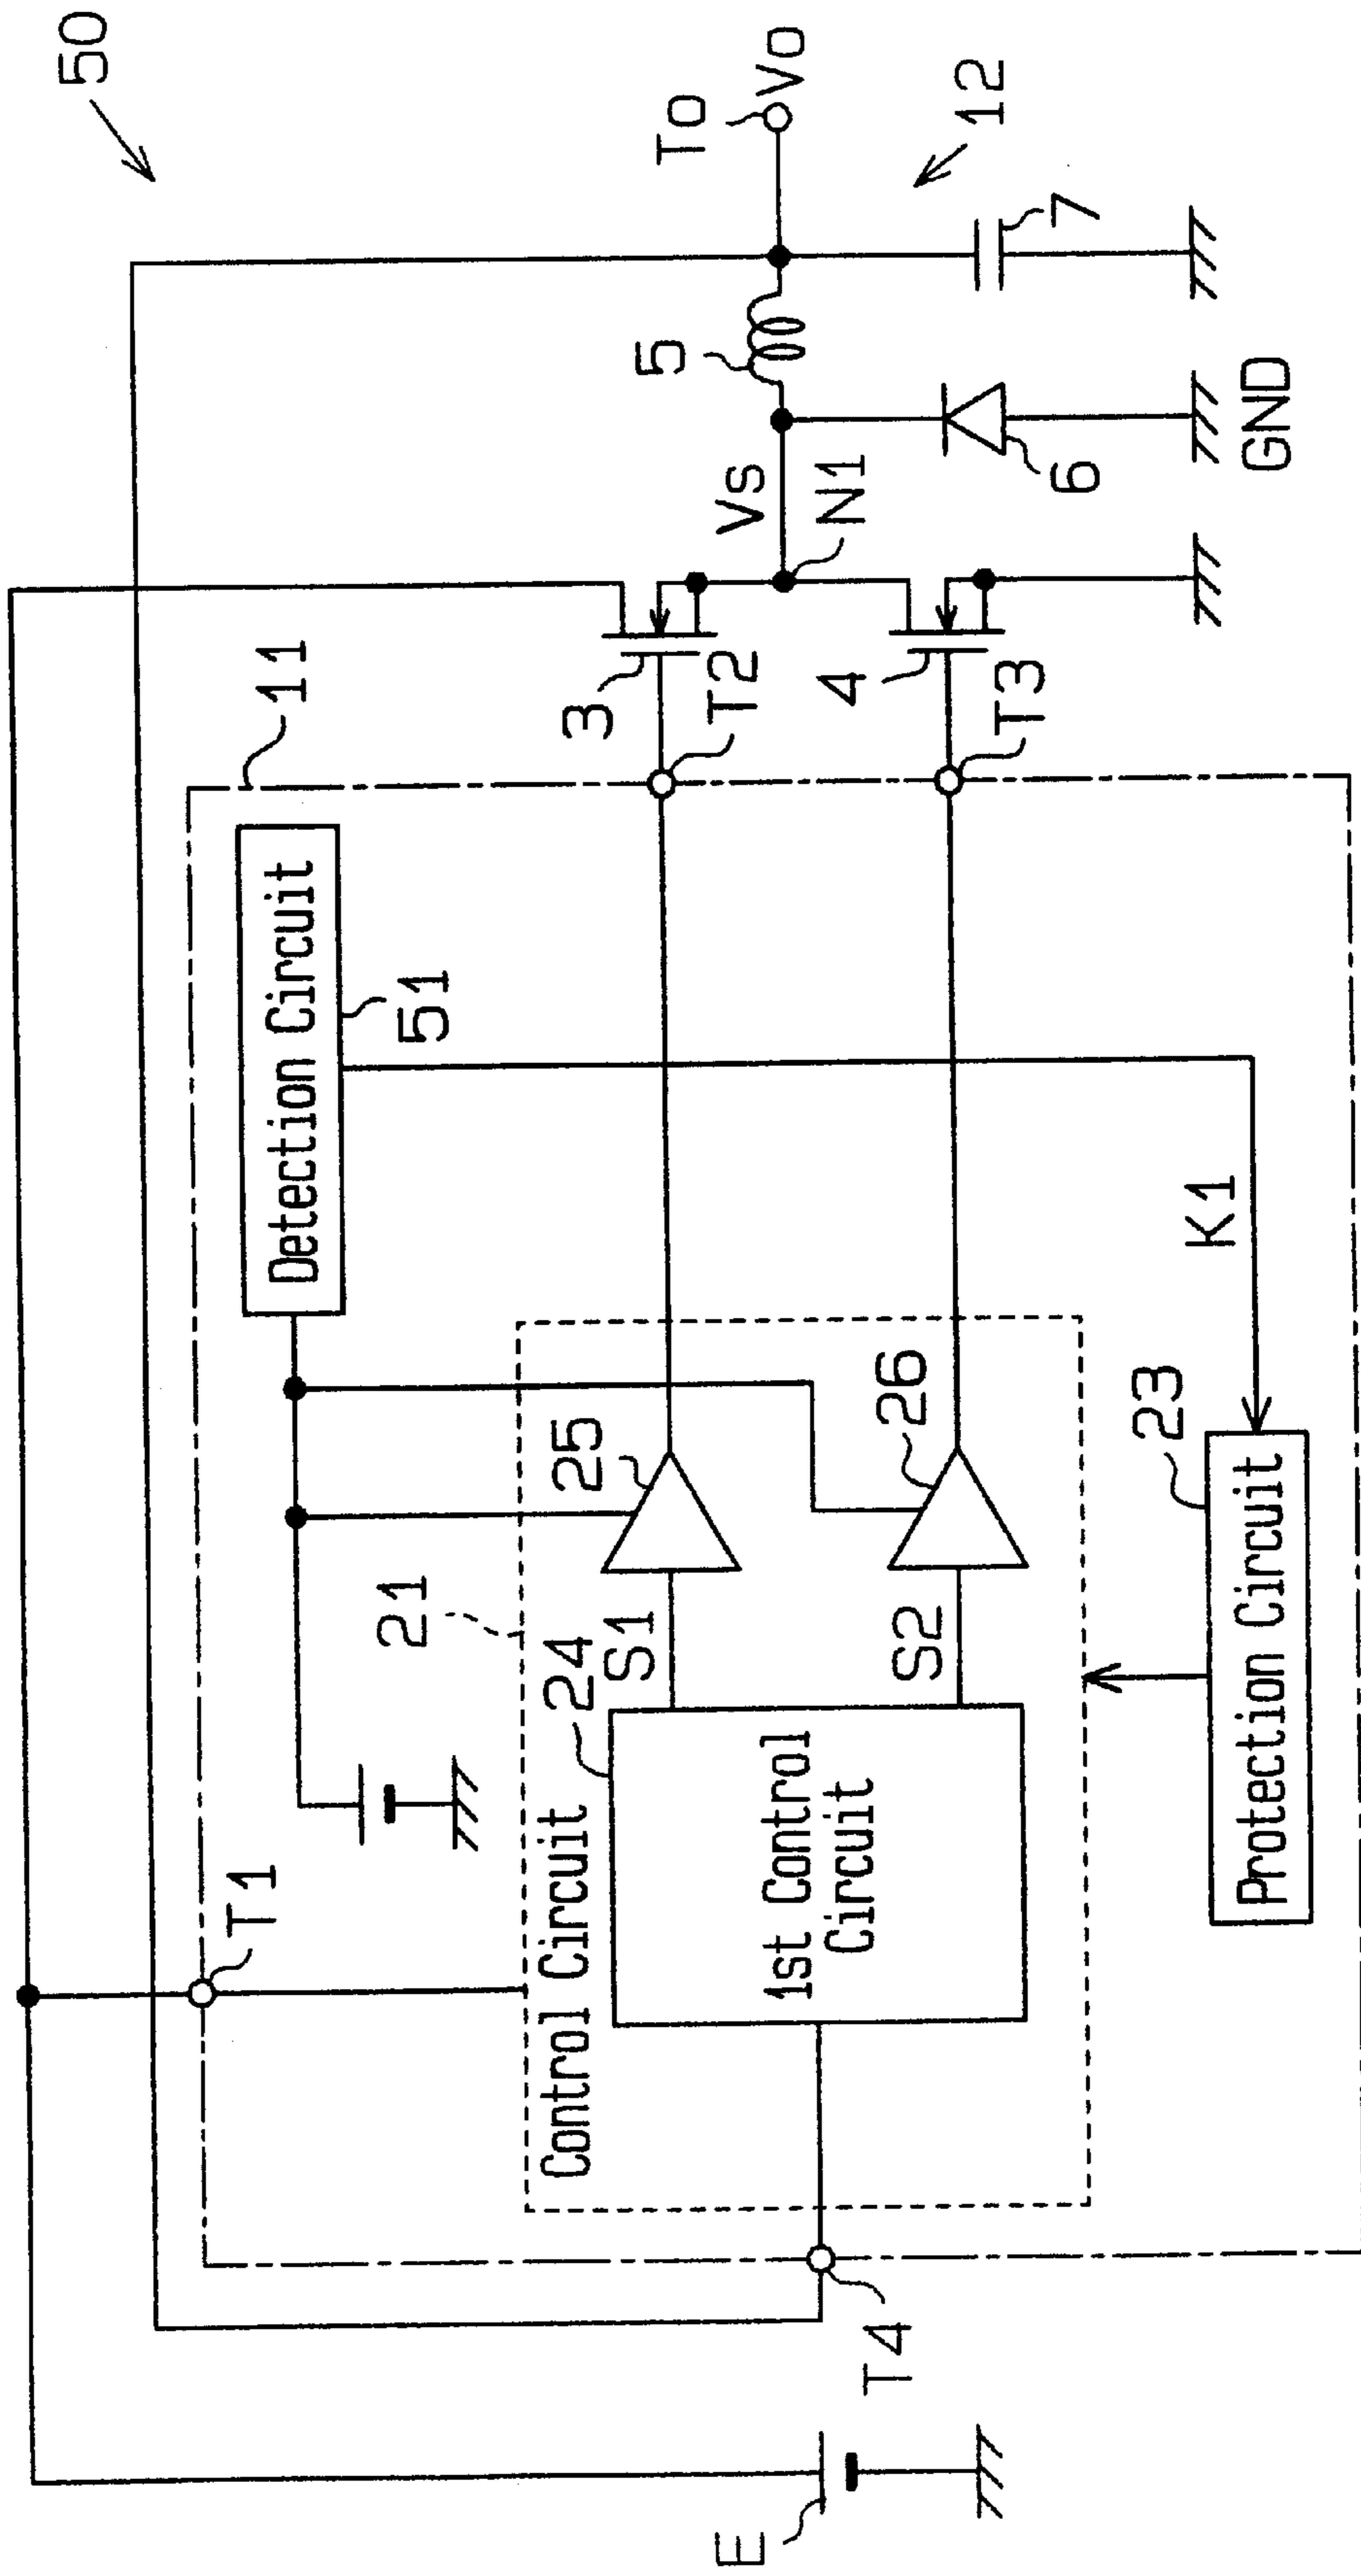 50
11
Detection Circuit
51
T1
21
Control Circuit
24
S1
25
3
T2
Vs
5
To
Vo
1st Control
Circuit
S2
26
4
T3
N1
12
T4
E
6
7
K1
23
Protection Circuit
GND